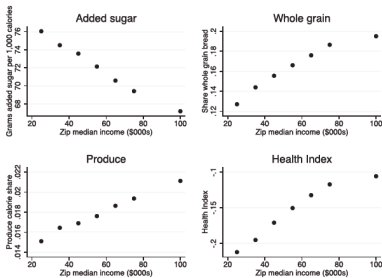 Added sugar
Grams added sugar per 1,000 calories
76
74
72
70
68
20 40 60 80 100
Zip median income ($000s)
Whole grain
Share whole grain bread
.2
.18
.16
.14
.12
20 40 60 80 100
Zip median income ($000s)
Produce
Produce calorie share
.022
.02
.018
.016
.014
20 40 60 80 100
Zip median income ($000s)
Health Index
Health Index
-.1
-.15
-.2
20 40 60 80 100
Zip median income ($000s)